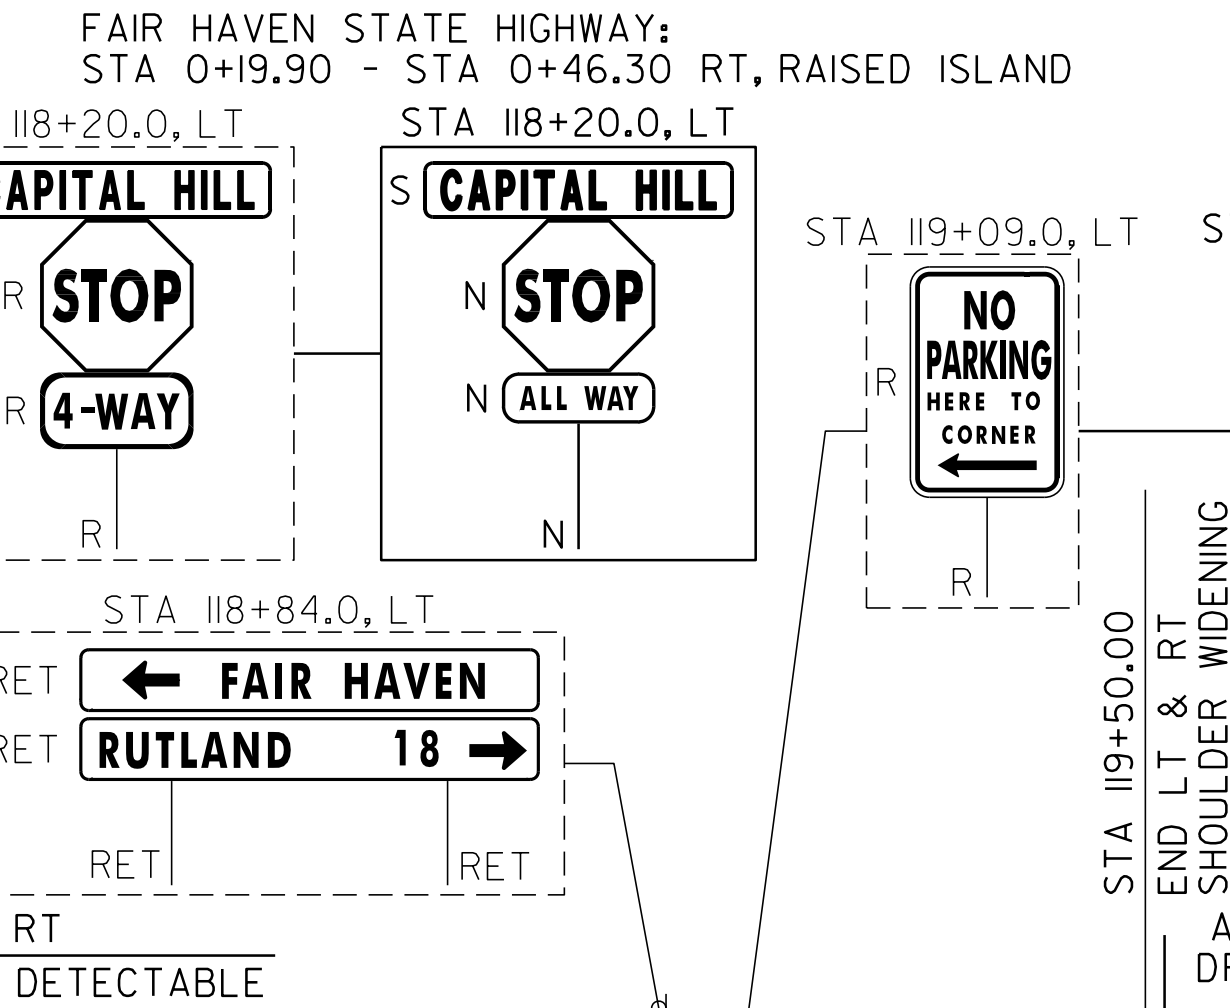 FAIR HAVEN STATE HIGHWAY:
STA 0+19.90 - STA 0+46.30 RT, RAISED ISLAND
118+20.0, LT
CAPITAL HILL
R STOP
R 4-WAY
R
STA 118+20.0, LT
S CAPITAL HILL
N STOP
N ALL WAY
N
STA 119+09.0, LT
NO
PARKING
R
HERE TO
CORNER
R
S
STA 118+84.0, LT
RET FAIR HAVEN
RET RUTLAND 18
RET RET
STA 119+50.00
END LT & RT
SHOULDER WIDENING
RT
DETECTABLE